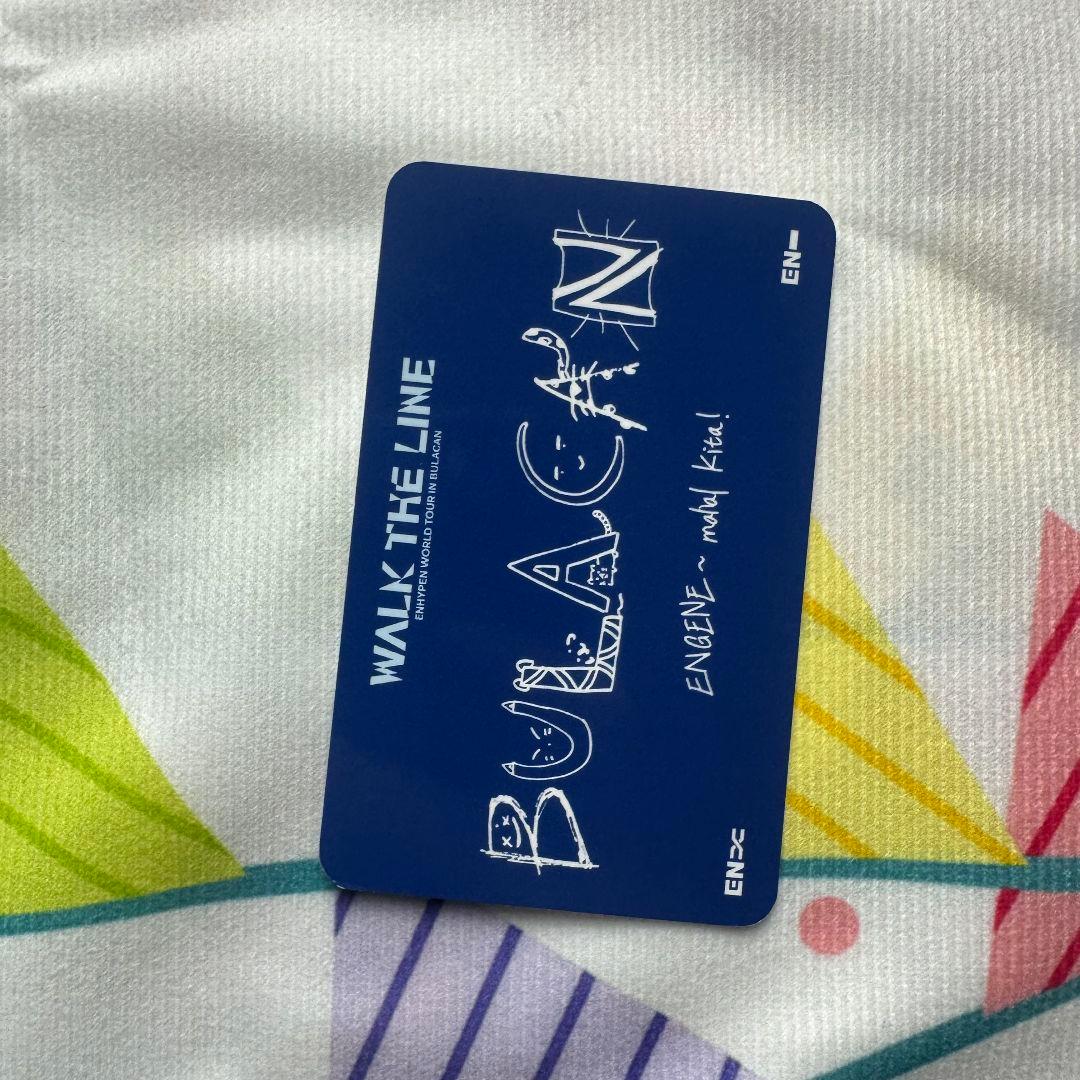 WALK THE LINE
ENHYPEN WORLD TOUR IN BULACAN
BULACAN
ENGENE ~ mahal kita!
EN- EN-